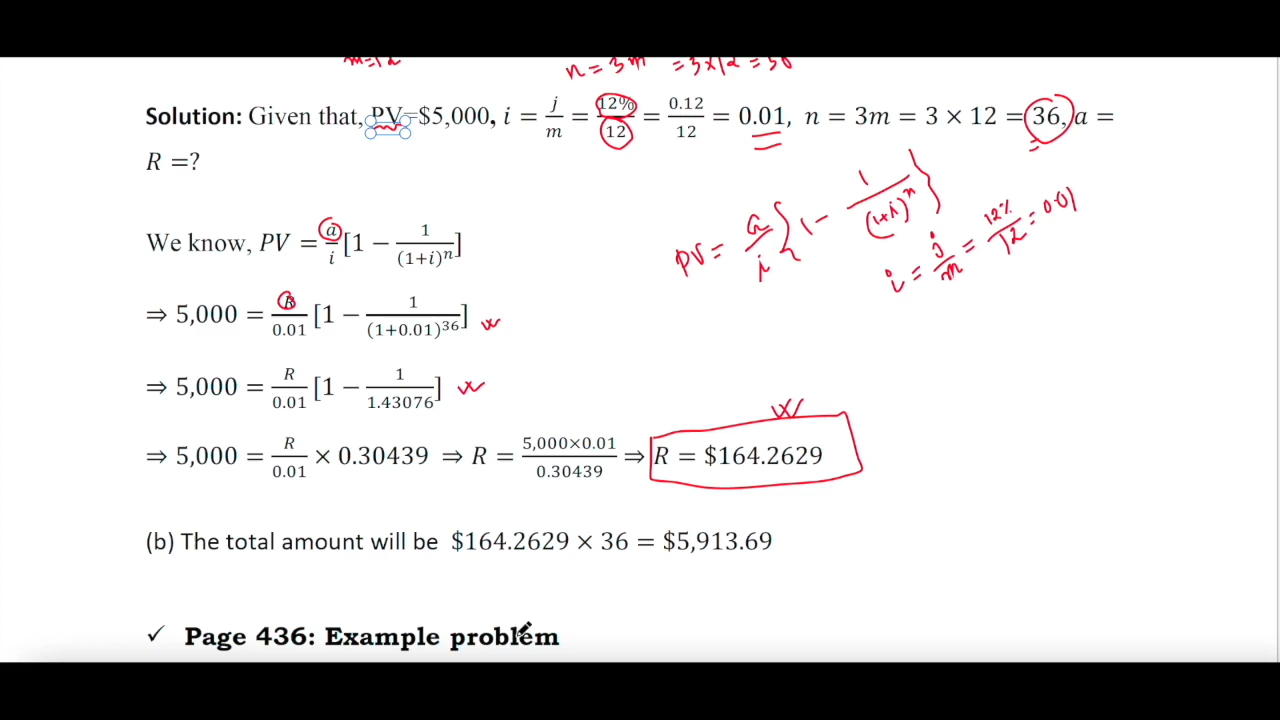 n = 3m = 3×12 = 36
Solution: Given that, PV=$5,000, i = j/m = 12%/12 = 0.12/12 = 0.01, n = 3m = 3 × 12 = 36, a =
R =?
We know, PV = a/i [1 − 1/(1+i)^n]
PV = a/i {1 − 1/(1+i)^n}
i = j/m = 12%/12 = 0.01
⇒ 5,000 = R/0.01 [1 − 1/(1+0.01)^36]
⇒ 5,000 = R/0.01 [1 − 1/1.43076]
⇒ 5,000 = R/0.01 × 0.30439 ⇒ R = 5,000×0.01/0.30439 ⇒ R = $164.2629
(b) The total amount will be $164.2629 × 36 = $5,913.69
✓ Page 436: Example problem